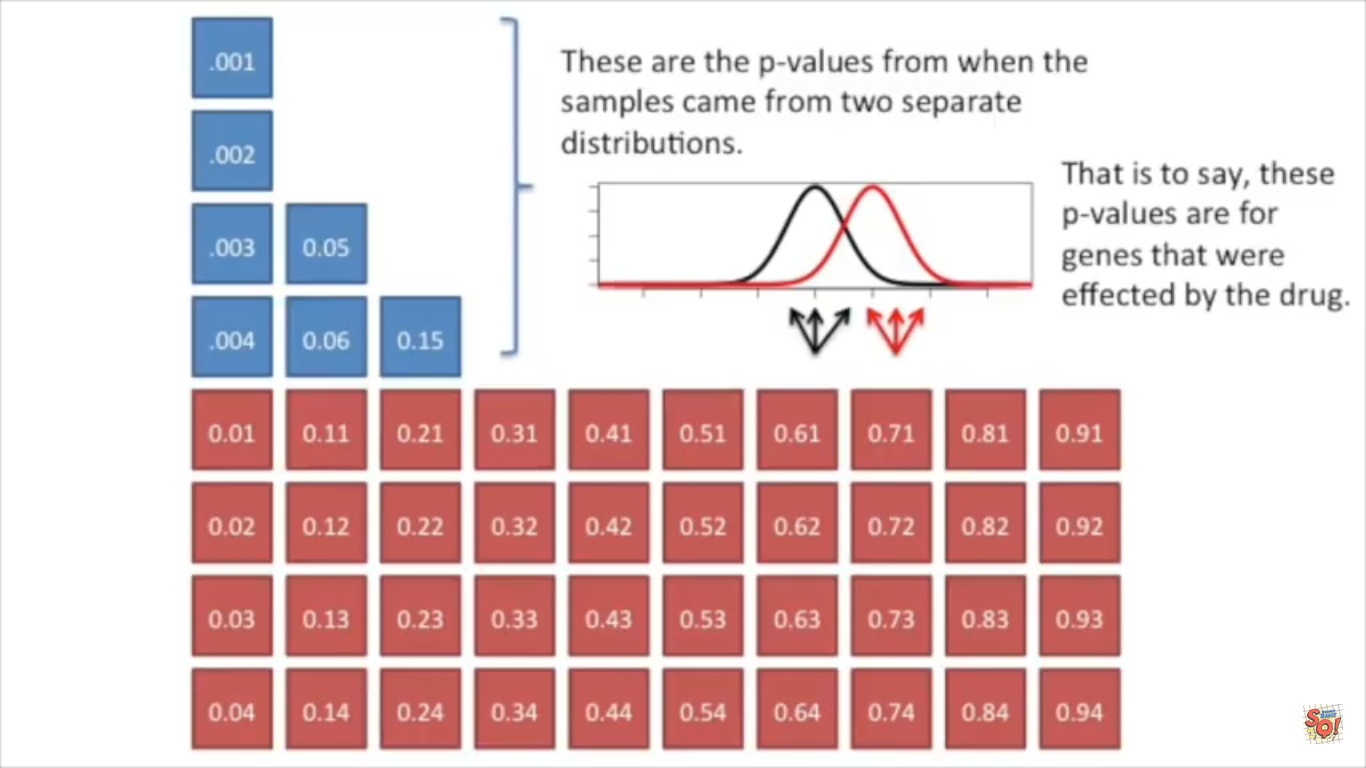 .001
These are the p-values from when the
samples came from two separate
distributions.
.002
That is to say, these
p-values are for
genes that were
effected by the drug.
.003 0.05
.004 0.06 0.15
0.01 0.11 0.21 0.31 0.41 0.51 0.61 0.71 0.81 0.91
0.02 0.12 0.22 0.32 0.42 0.52 0.62 0.72 0.82 0.92
0.03 0.13 0.23 0.33 0.43 0.53 0.63 0.73 0.83 0.93
0.04 0.14 0.24 0.34 0.44 0.54 0.64 0.74 0.84 0.94
SQ!